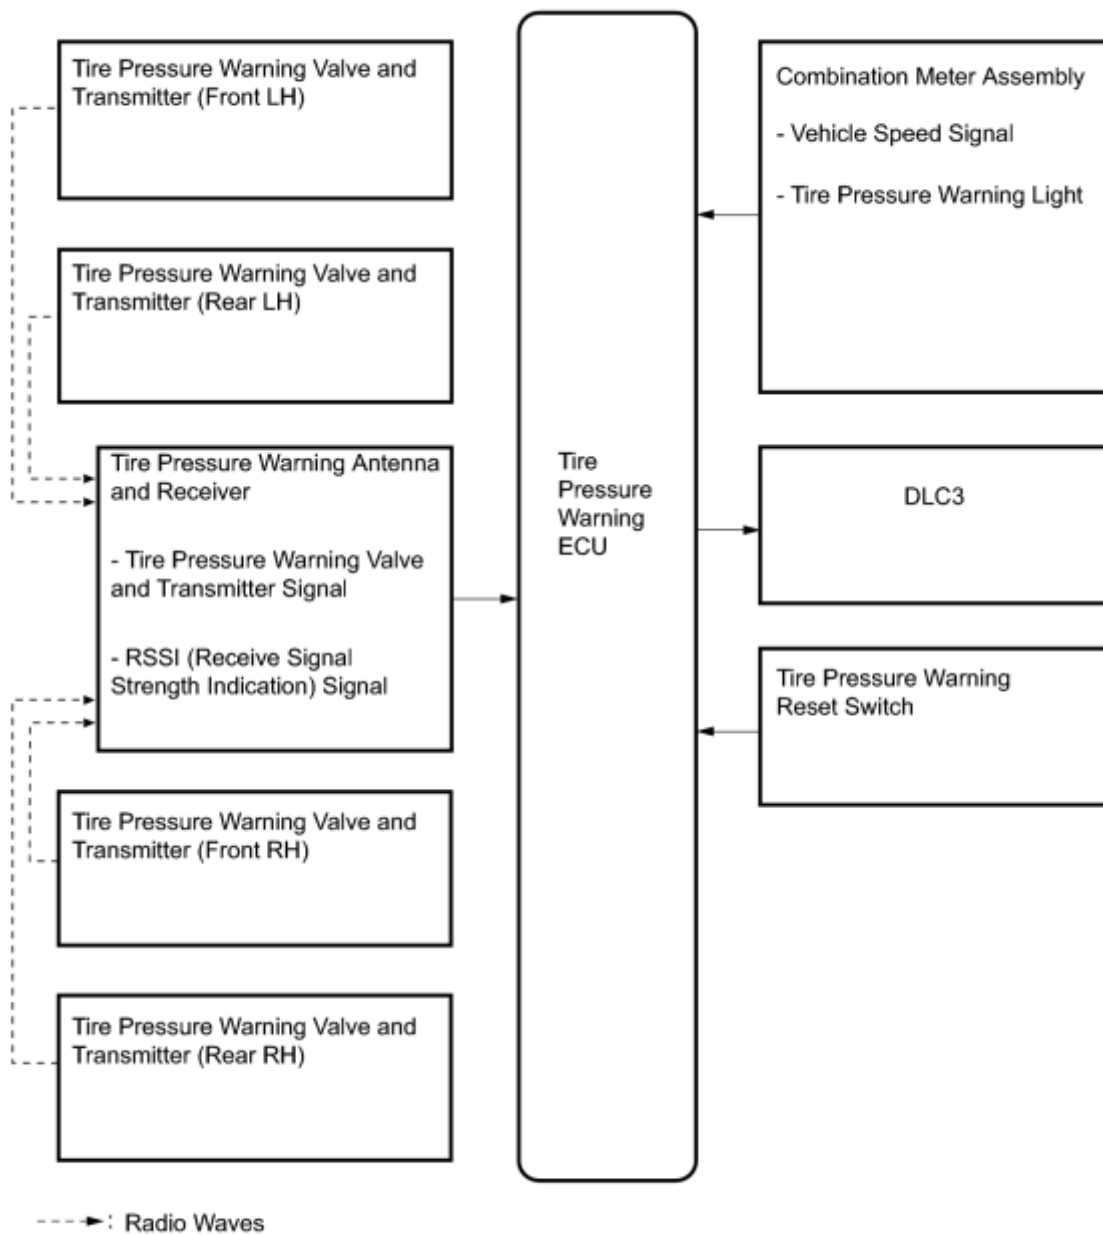 Tire Pressure Warning Valve and
Transmitter (Front LH)
Tire Pressure Warning Valve and
Transmitter (Rear LH)
Tire Pressure Warning Antenna
and Receiver
- Tire Pressure Warning Valve
and Transmitter Signal
- RSSI (Receive Signal
Strength Indication) Signal
Tire Pressure Warning Valve and
Transmitter (Front RH)
Tire Pressure Warning Valve and
Transmitter (Rear RH)
Tire
Pressure
Warning
ECU
Combination Meter Assembly
- Vehicle Speed Signal
- Tire Pressure Warning Light
DLC3
Tire Pressure Warning
Reset Switch
: Radio Waves